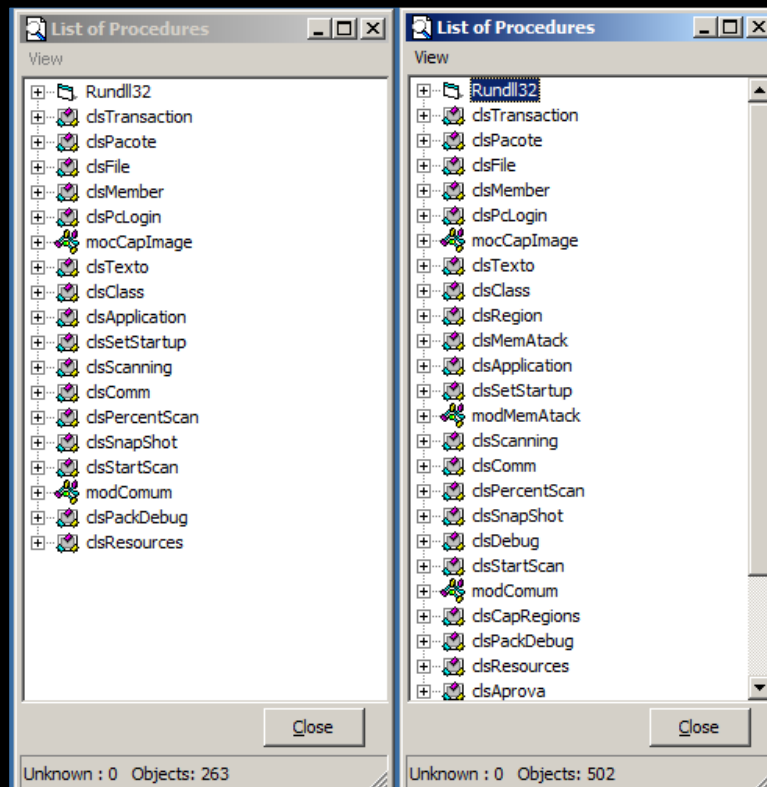 List of Procedures
View
Rundll32
clsTransaction
clsPacote
clsFile
clsMember
clsPcLogin
mocCapImage
clsTexto
clsClass
clsApplication
clsSetStartup
clsScanning
clsComm
clsPercentScan
clsSnapShot
clsStartScan
modComum
clsPackDebug
clsResources
Close
Unknown : 0 Objects: 263
List of Procedures
View
Rundll32
clsTransaction
clsPacote
clsFile
clsMember
clsPcLogin
mocCapImage
clsTexto
clsClass
clsRegion
clsMemAtack
clsApplication
clsSetStartup
modMemAtack
clsScanning
clsComm
clsPercentScan
clsSnapShot
clsDebug
clsStartScan
modComum
clsCapRegions
clsPackDebug
clsResources
clsAprova
Close
Unknown : 0 Objects: 502